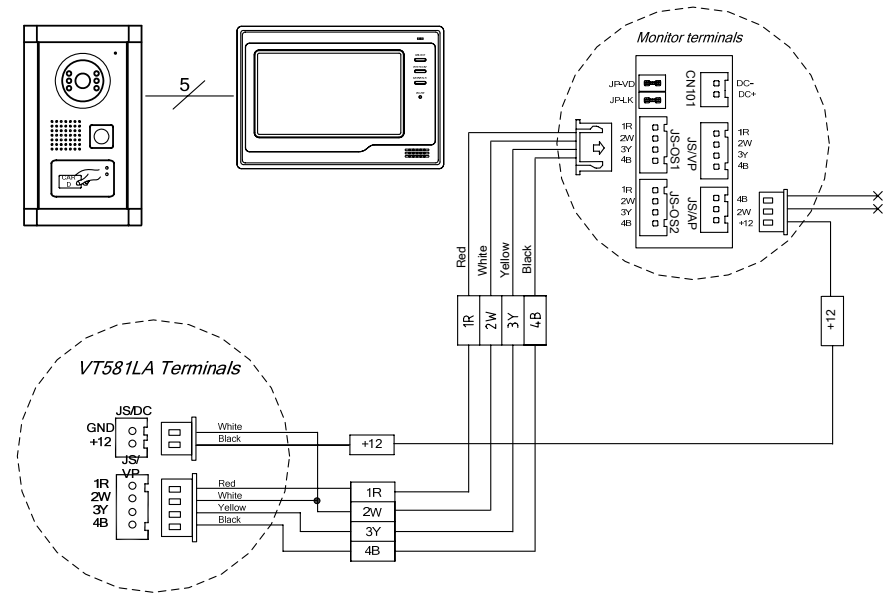 5
CAR
D
Monitor terminals
JP-VD
JP-LK
CN101
DC-
DC+
1R
2W
3Y
4B
JS-OS1
JS/VP
1R
2W
3Y
4B
1R
2W
3Y
4B
JS-OS2
JS/AP
4B
2W
+12
Red
White
Yellow
Black
1R
2W
3Y
4B
+12
VT581LA Terminals
JS/DC
GND
+12
White
Black
+12
JS/
VP
1R
2W
3Y
4B
Red
White
Yellow
Black
1R
2W
3Y
4B